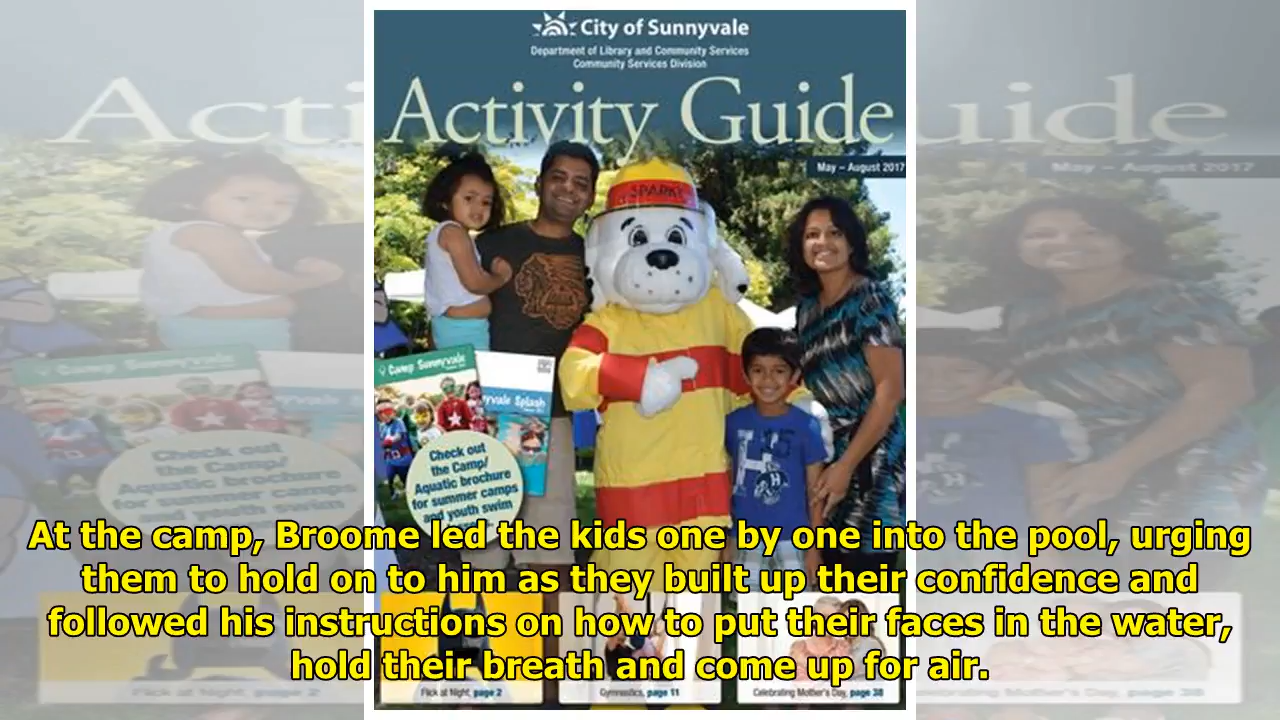 City of Sunnyvale
Department of Library and Community Services
Community Services Division
Activity Guide
May – August 2017
SPARKY
Camp Sunnyvale
Splash
Check out
the Camp/
Aquatic brochure
for summer camps
and youth swim
At the camp, Broome led the kids one by one into the pool, urging
them to hold on to him as they built up their confidence and
followed his instructions on how to put their faces in the water,
hold their breath and come up for air.
Flick at Night, page 2
Gymnastics, page 11
Celebrating Mother's Day, page 38